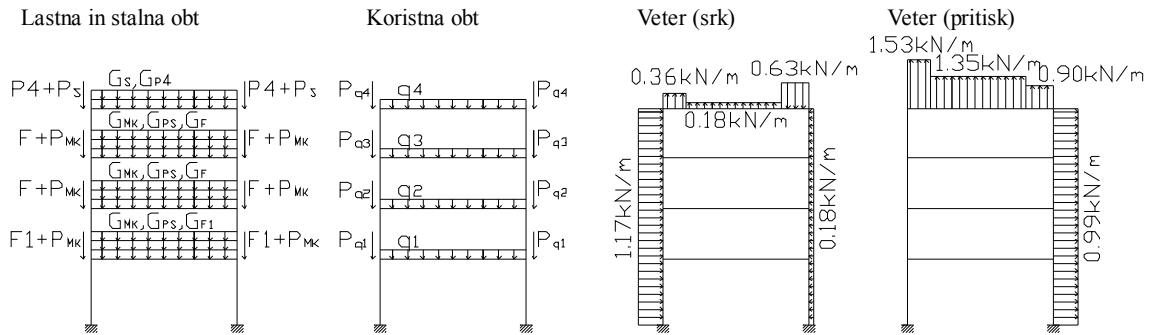 Lastna in stalna obt
Koristna obt
Veter (srk)
Veter (pritisk)
P4+Ps
Gs,GP4
P4+Ps
F+PMK
GMK,GPS,GF
F+PMK
F+PMK
GMK,GPS,GF
F+PMK
F1+PMK
GMK,GPS,GF1
F1+PMK
Pq4
q4
Pq4
Pq3
q3
Pq3
Pq2
q2
Pq2
Pq1
q1
Pq1
0.36kN/m
0.63kN/m
0.18kN/m
1.17kN/m
0.18kN/m
1.53kN/m
1.35kN/m
0.90kN/m
0.99kN/m